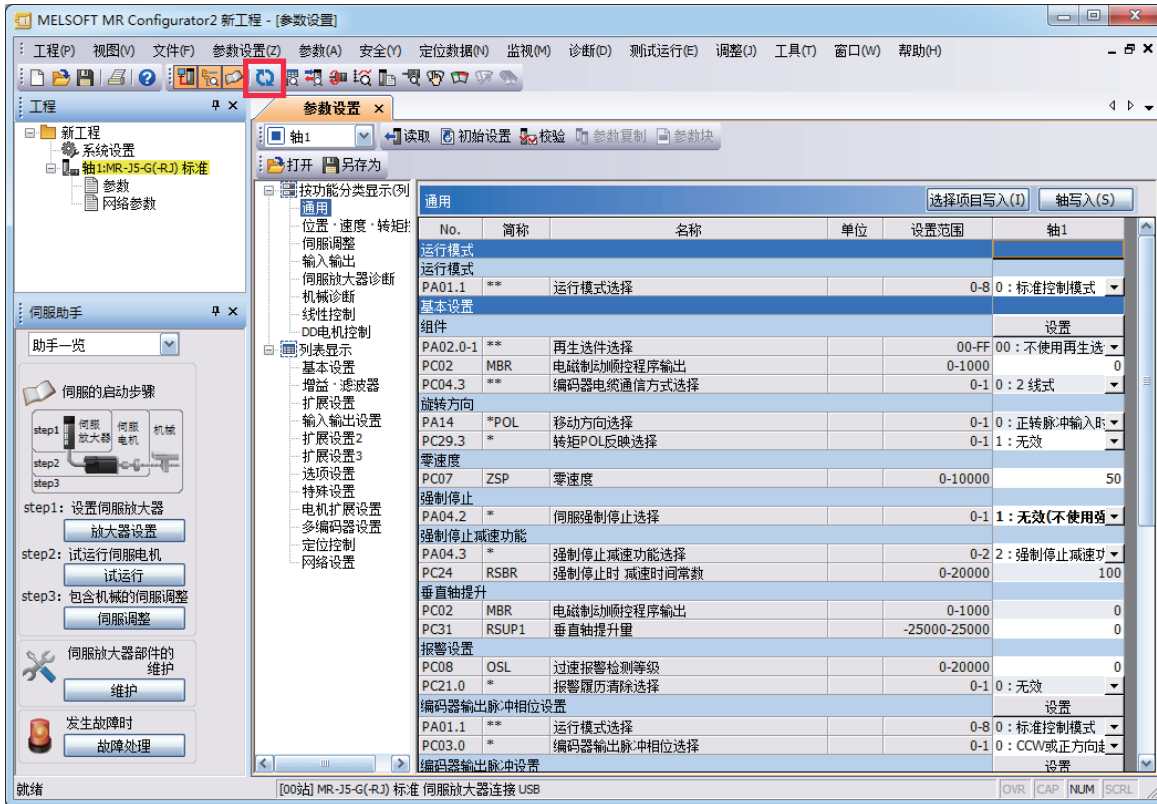 MELSOFT MR Configurator2 新工程 - [参数设置]
工程(P) 视图(V) 文件(F) 参数设置(Z) 参数(A) 安全(Y) 定位数据(N) 监视(M) 诊断(D) 测试运行(E) 调整(J) 工具(T) 窗口(W) 帮助(H)
工程
新工程
系统设置
轴1:MR-J5-G(-RJ) 标准
参数
网络参数
伺服助手
助手一览
伺服的启动步骤
step1 伺服放大器 伺服电机 机械
step2
step3
step1: 设置伺服放大器
放大器设置
step2: 试运行伺服电机
试运行
step3: 包含机械的伺服调整
伺服调整
伺服放大器部件的
维护
维护
发生故障时
故障处理
参数设置
轴1 读取 初始设置 校验 参数复制 参数块
打开 另存为
按功能分类显示(列
通用
位置·速度·转矩
伺服调整
输入输出
伺服放大器诊断
机械诊断
线性控制
DD电机控制
列表显示
基本设置
增益·滤波器
扩展设置
输入输出设置
扩展设置2
扩展设置3
选项设置
特殊设置
电机扩展设置
多编码器设置
定位控制
网络设置
通用 选择项目写入(I) 轴写入(S)
No. 简称 名称 单位 设置范围 轴1
运行模式
运行模式
PA01.1 ** 运行模式选择 0-8 0：标准控制模式
基本设置
组件 设置
PA02.0-1 ** 再生选件选择 00-FF 00：不使用再生选
PC02 MBR 电磁制动顺控程序输出 0-1000 0
PC04.3 ** 编码器电缆通信方式选择 0-1 0：2 线式
旋转方向
PA14 *POL 移动方向选择 0-1 0：正转脉冲输入时
PC29.3 * 转矩POL反映选择 0-1 1：无效
零速度
PC07 ZSP 零速度 0-10000 50
强制停止
PA04.2 * 伺服强制停止选择 0-1 1：无效(不使用强
强制停止减速功能
PA04.3 * 强制停止减速功能选择 0-2 2：强制停止减速功
PC24 RSBR 强制停止时 减速时间常数 0-20000 100
垂直轴提升
PC02 MBR 电磁制动顺控程序输出 0-1000 0
PC31 RSUP1 垂直轴提升量 -25000-25000 0
报警设置
PC08 OSL 过速报警检测等级 0-20000 0
PC21.0 * 报警履历清除选择 0-1 0：无效
编码器输出脉冲相位设置 设置
PA01.1 ** 运行模式选择 0-8 0：标准控制模式
PC03.0 * 编码器输出脉冲相位选择 0-1 0：CCW或正方向走
编码器输出脉冲设置 设置
就绪 [00站] MR-J5-G(-RJ) 标准 伺服放大器连接 USB OVR CAP NUM SCRL